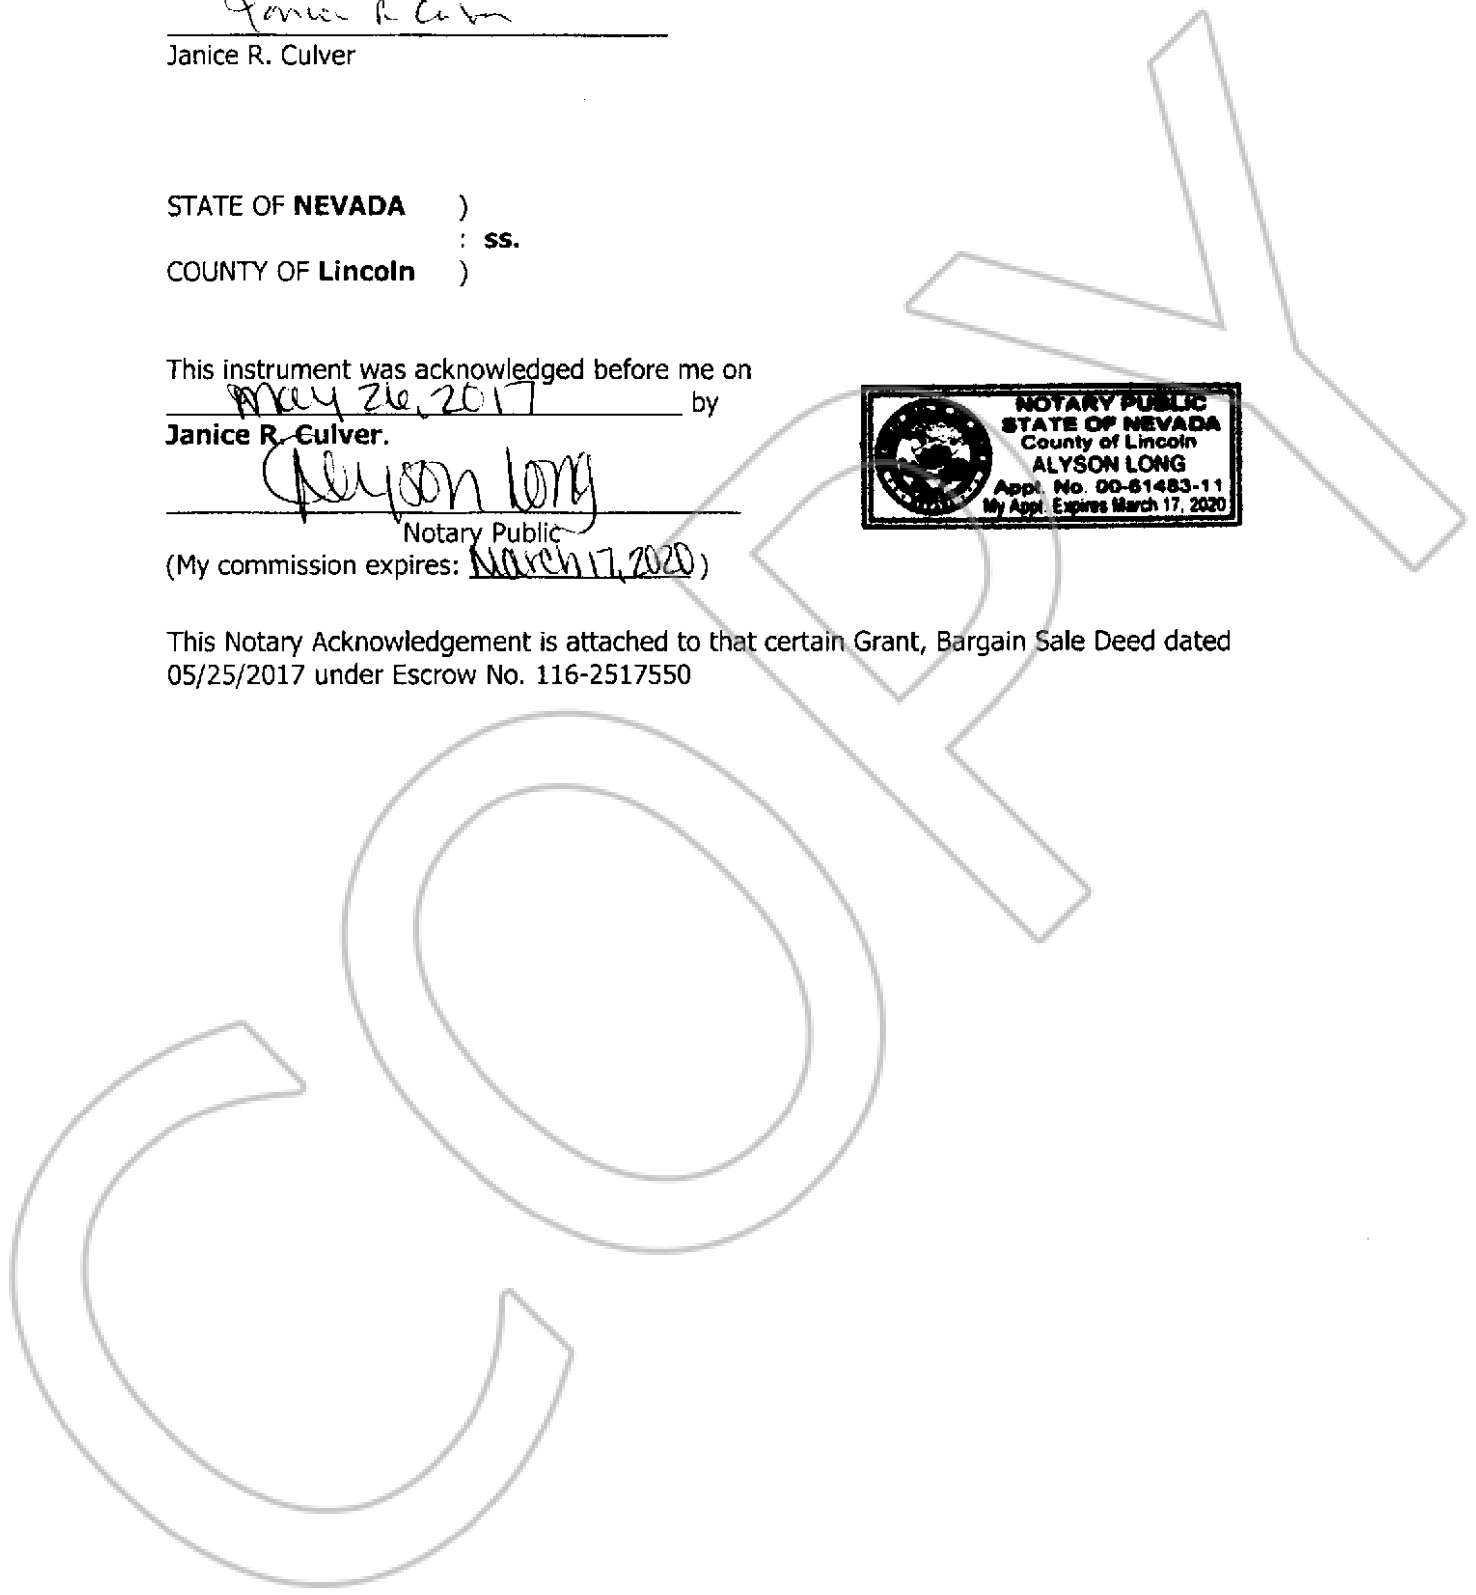 Janice R. Culver
Janice R. Culver
STATE OF NEVADA )
: ss.
COUNTY OF Lincoln )
This instrument was acknowledged before me on
May 26, 2017 by
Janice R. Culver.
Alyson Long
Notary Public
(My commission expires: March 17, 2020)
NOTARY PUBLIC
STATE OF NEVADA
County of Lincoln
ALYSON LONG
Appt. No. 00-61483-11
My Appt. Expires March 17, 2020
This Notary Acknowledgement is attached to that certain Grant, Bargain Sale Deed dated
05/25/2017 under Escrow No. 116-2517550
COPY